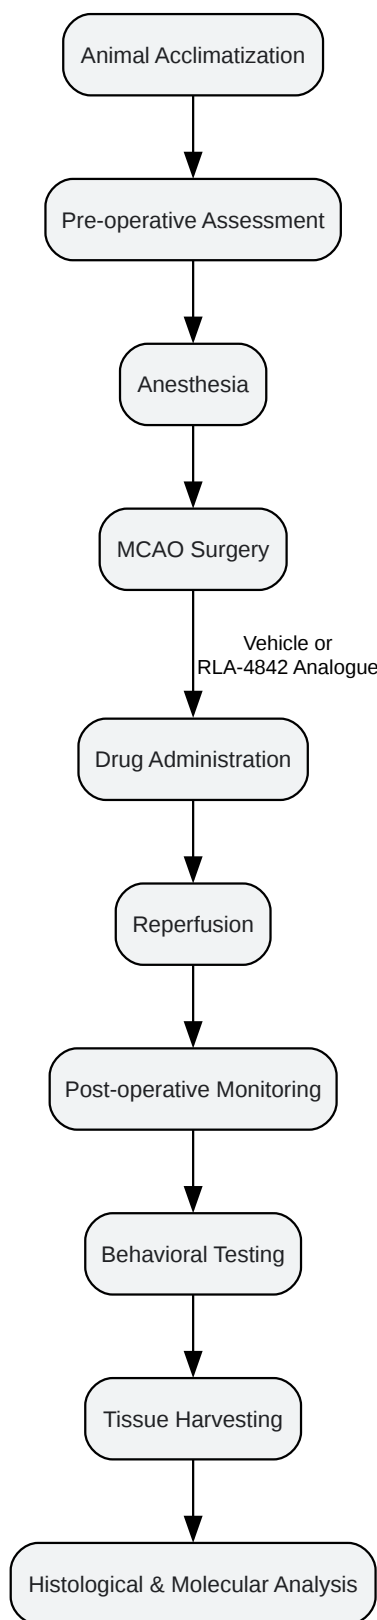 Animal Acclimatization
Pre-operative Assessment
Anesthesia
MCAO Surgery
Vehicle or
RLA-4842 Analogue
Drug Administration
Reperfusion
Post-operative Monitoring
Behavioral Testing
Tissue Harvesting
Histological & Molecular Analysis